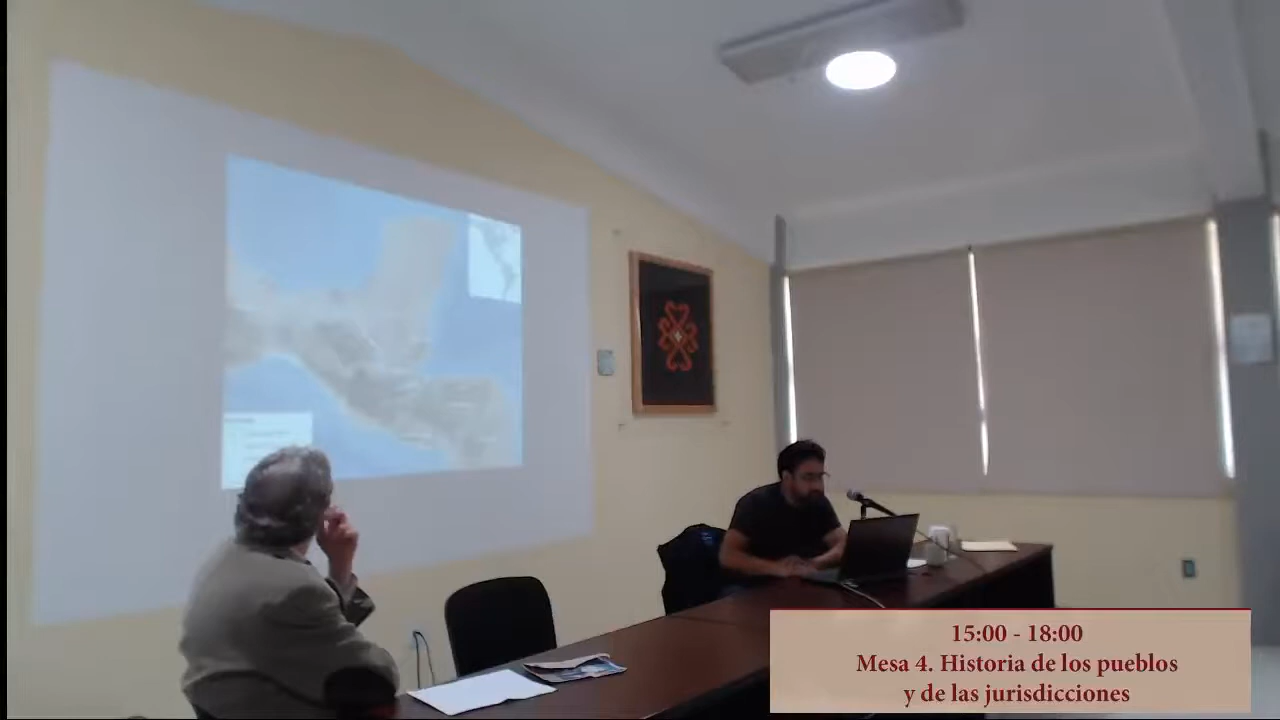 15:00 - 18:00
Mesa 4. Historia de los pueblos
y de las jurisdicciones